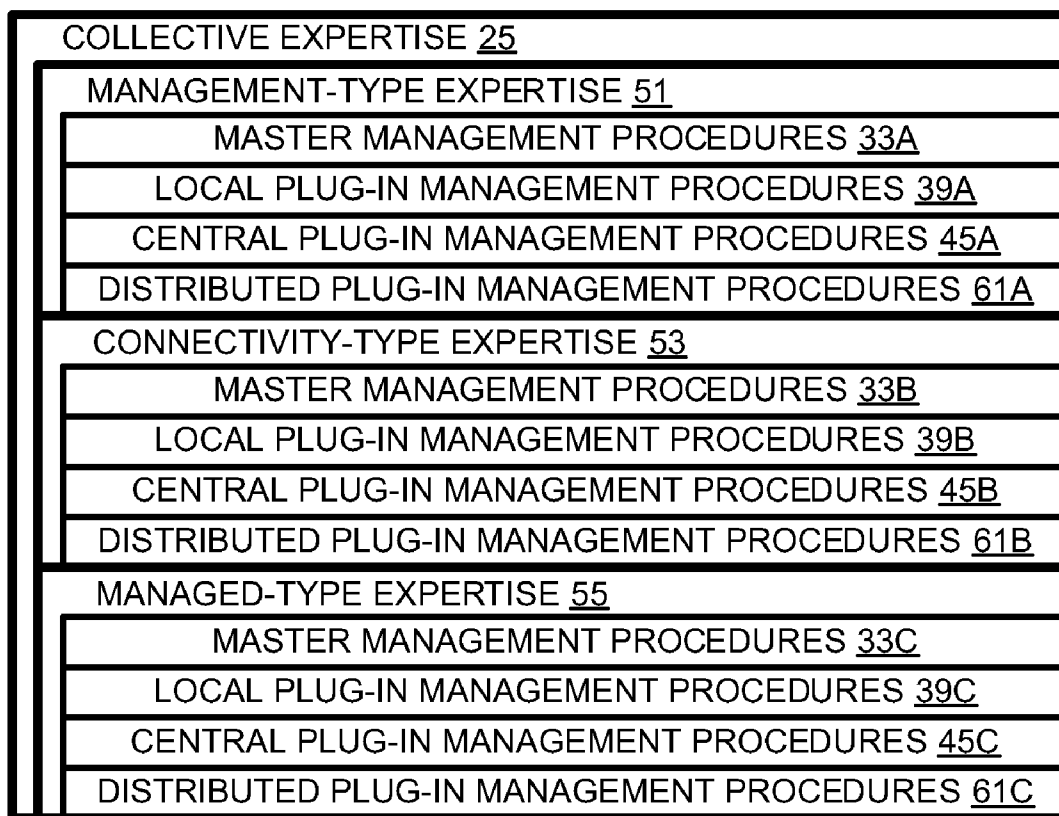 COLLECTIVE EXPERTISE 25
MANAGEMENT-TYPE EXPERTISE 51
MASTER MANAGEMENT PROCEDURES 33A
LOCAL PLUG-IN MANAGEMENT PROCEDURES 39A
CENTRAL PLUG-IN MANAGEMENT PROCEDURES 45A
DISTRIBUTED PLUG-IN MANAGEMENT PROCEDURES 61A
CONNECTIVITY-TYPE EXPERTISE 53
MASTER MANAGEMENT PROCEDURES 33B
LOCAL PLUG-IN MANAGEMENT PROCEDURES 39B
CENTRAL PLUG-IN MANAGEMENT PROCEDURES 45B
DISTRIBUTED PLUG-IN MANAGEMENT PROCEDURES 61B
MANAGED-TYPE EXPERTISE 55
MASTER MANAGEMENT PROCEDURES 33C
LOCAL PLUG-IN MANAGEMENT PROCEDURES 39C
CENTRAL PLUG-IN MANAGEMENT PROCEDURES 45C
DISTRIBUTED PLUG-IN MANAGEMENT PROCEDURES 61C